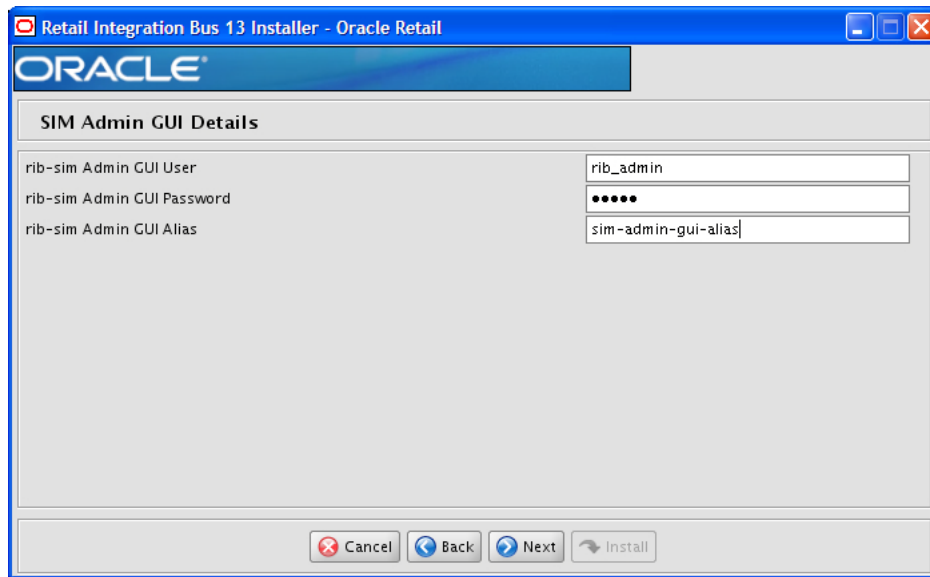 Retail Integration Bus 13 Installer - Oracle Retail
ORACLE®
SIM Admin GUI Details
rib-sim Admin GUI User rib_admin
rib-sim Admin GUI Password •••••
rib-sim Admin GUI Alias sim-admin-gui-alias
Cancel Back Next Install